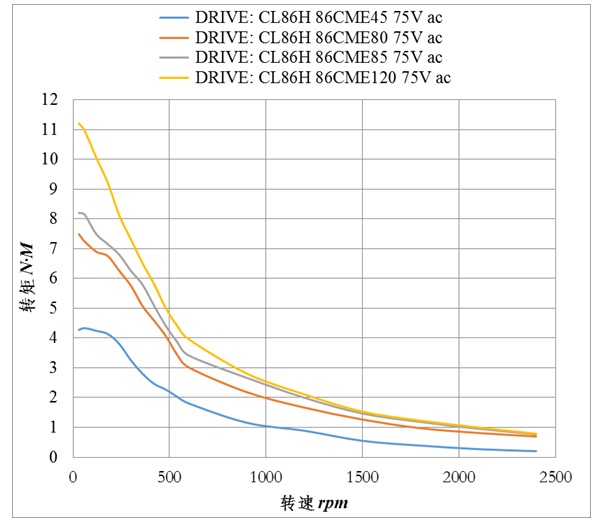 DRIVE: CL86H 86CME45 75V ac
DRIVE: CL86H 86CME80 75V ac
DRIVE: CL86H 86CME85 75V ac
DRIVE: CL86H 86CME120 75V ac
12
11
10
9
8
7
6
5
4
3
2
1
0
转矩 N·M
0 500 1000 1500 2000 2500
转速 rpm